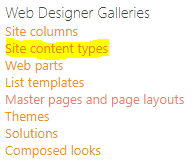 Web Designer Galleries
Site columns
Site content types
Web parts
List templates
Master pages and page layouts
Themes
Solutions
Composed looks